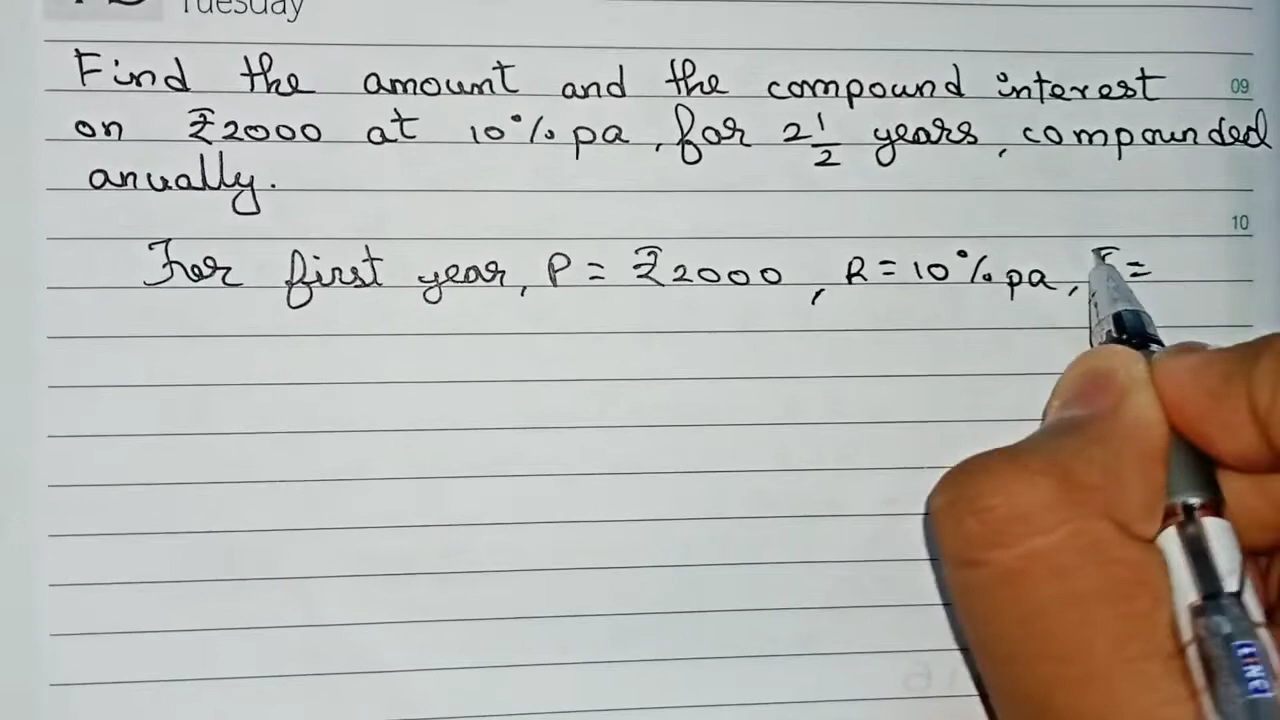 Tuesday
Find the amount and the compound interest
09
on ₹2000 at 10% pa, for 2 1/2 years, compounded
anually.
10
For first year, P = ₹2000, R = 10% pa, T =
LINC